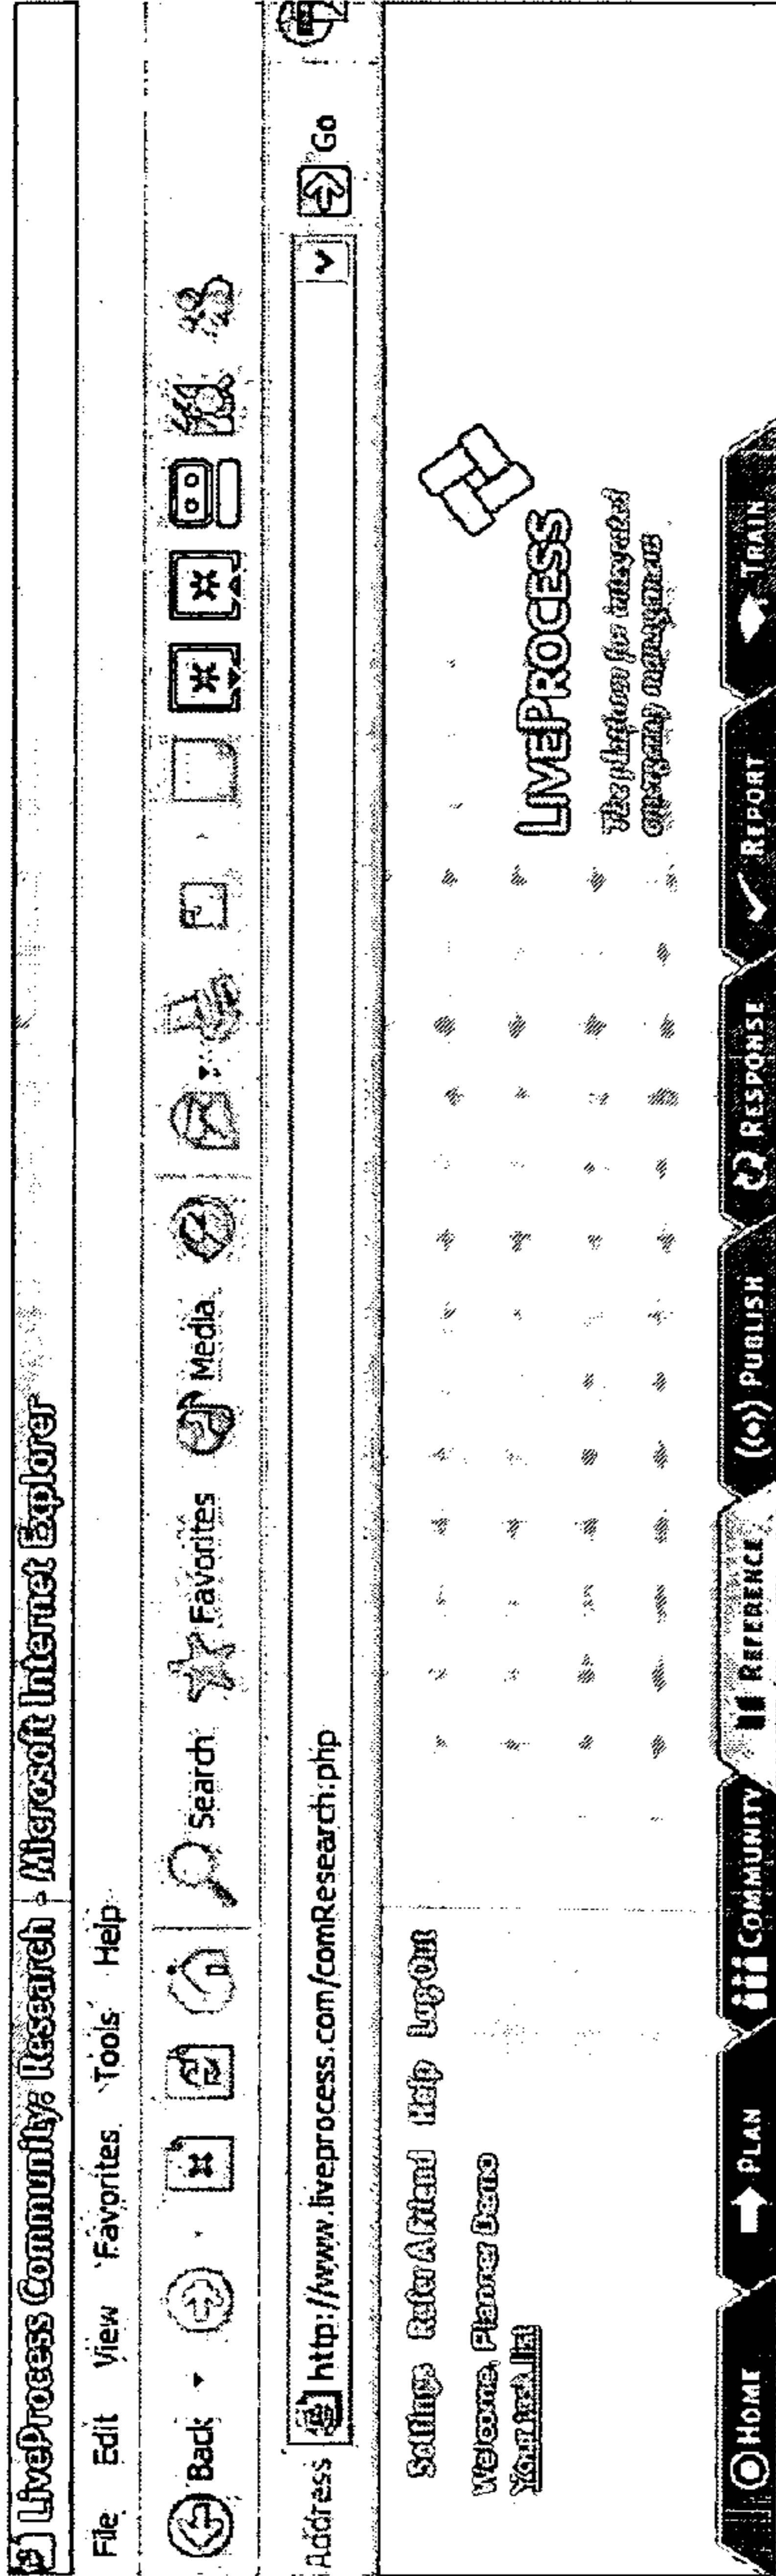 LiveProcess Community: Research - Microsoft Internet Explorer
File Edit View Favorites Tools Help
Back Search Favorites Media
Address http://www.liveprocess.com/comResearch.php Go
Settings Refer A Friend Help Log Out
Welcome, Planner Demo
Your task list
LIVEPROCESS
The platform for integrated
emergency management
HOME PLAN COMMUNITY REFERENCE PUBLISH RESPONSE REPORT TRAIN